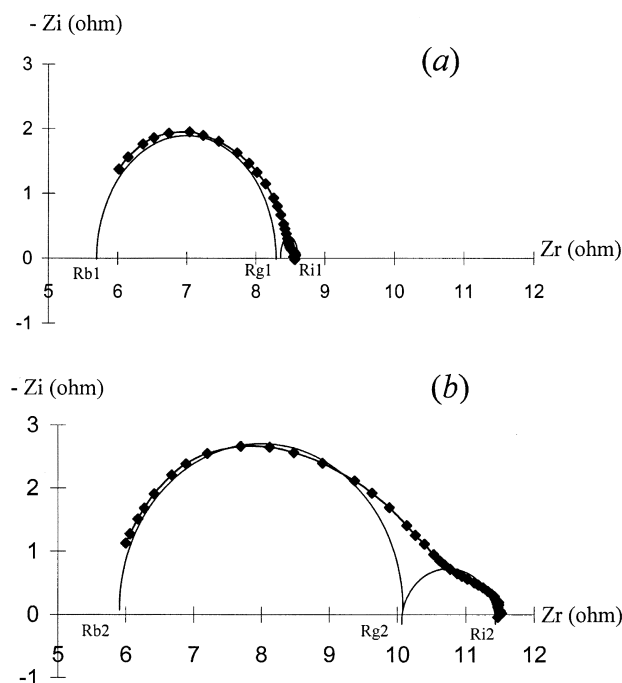 - Zi (ohm)
(a)
3
2
1
0
Zr (ohm)
Rb1
Rg1
Ri1
5 6 7 8 9 10 11 12
-1
- Zi (ohm)
(b)
3
2
1
0
Zr (ohm)
Rb2
Rg2
Ri2
5 6 7 8 9 10 11 12
-1